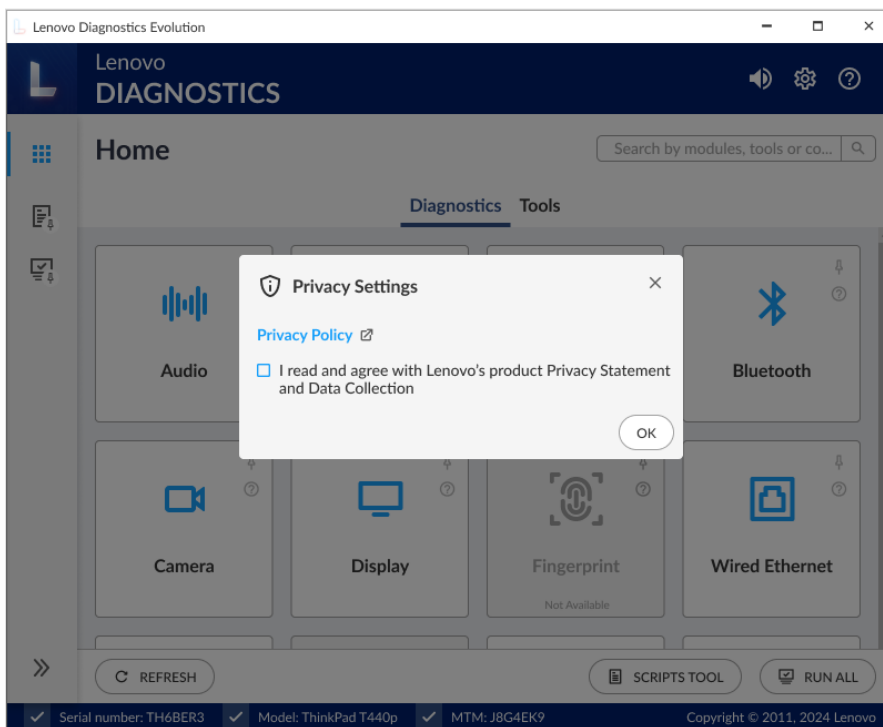 Lenovo Diagnostics Evolution
Lenovo
DIAGNOSTICS
Home
Search by modules, tools or co...
Diagnostics Tools
Privacy Settings
Privacy Policy
I read and agree with Lenovo's product Privacy Statement
and Data Collection
OK
Audio
Bluetooth
Camera
Display
Fingerprint
Not Available
Wired Ethernet
REFRESH
SCRIPTS TOOL
RUN ALL
Serial number: TH6BER3
Model: ThinkPad T440p
MTM: J8G4EK9
Copyright © 2011, 2024 Lenovo